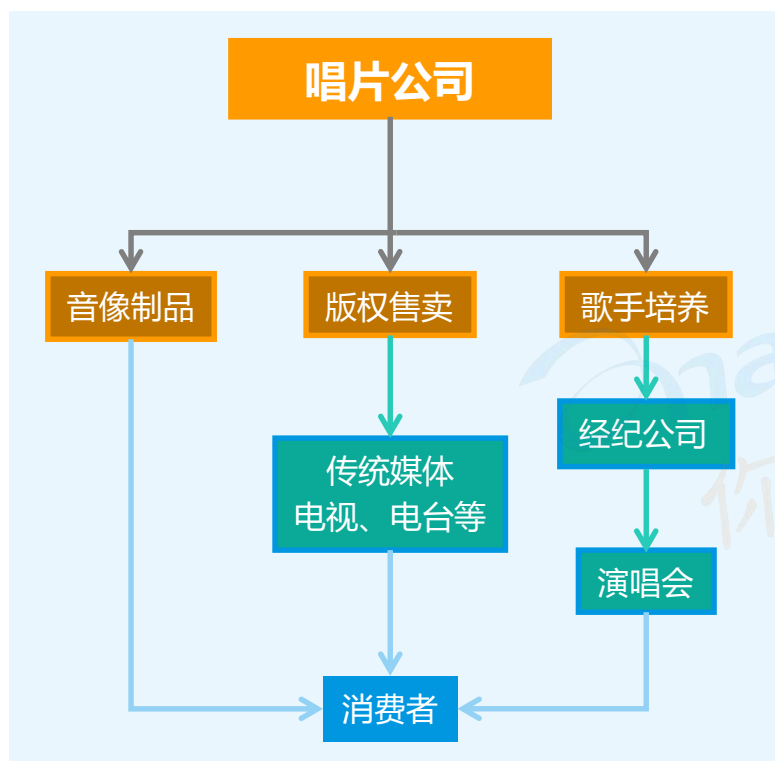 唱片公司
音像制品
版权售卖
歌手培养
经纪公司
传统媒体
电视、电台等
演唱会
消费者
你